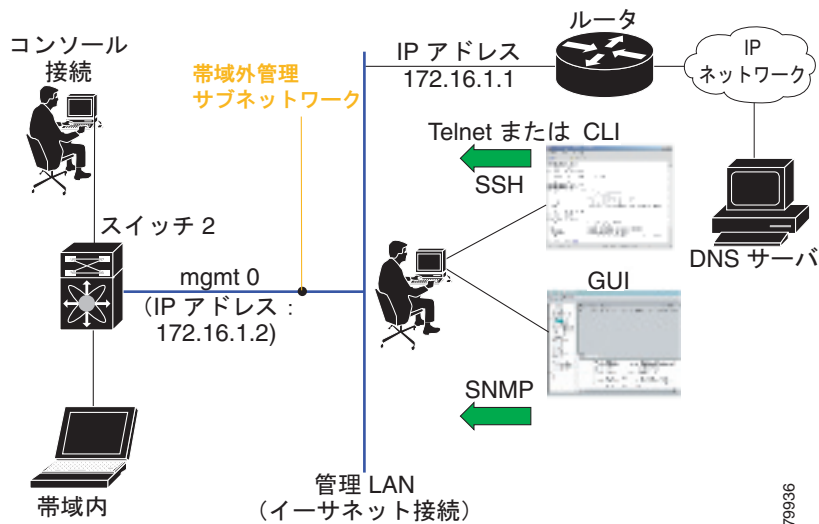 コンソール
接続
帯域外管理
サブネットワーク
IP アドレス
172.16.1.1
ルータ
IP
ネットワーク
Telnet または CLI
SSH
DNS サーバ
スイッチ 2
mgmt 0
（IP アドレス：
172.16.1.2)
GUI
SNMP
帯域内
管理 LAN
（イーサネット接続）
79936